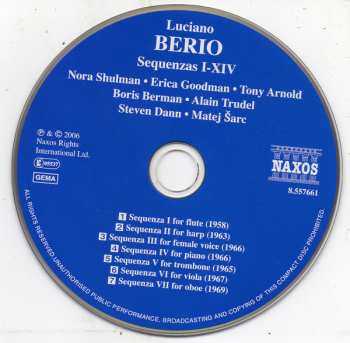 Luciano
BERIO
Sequenzas I-XIV
Nora Shulman • Erica Goodman • Tony Arnold
Boris Berman • Alain Trudel
Steven Dann • Matej Šarc
℗ & © 2006
Naxos Rights
International Ltd.
GEMA
NAXOS
8.557661
1 Sequenza I for flute (1958)
2 Sequenza II for harp (1963)
3 Sequenza III for female voice (1966)
4 Sequenza IV for piano (1966)
5 Sequenza V for trombone (1965)
6 Sequenza VI for viola (1967)
7 Sequenza VII for oboe (1969)
ALL RIGHTS RESERVED. UNAUTHORISED PUBLIC PERFORMANCE, BROADCASTING AND COPYING OF THIS COMPACT DISC PROHIBITED.